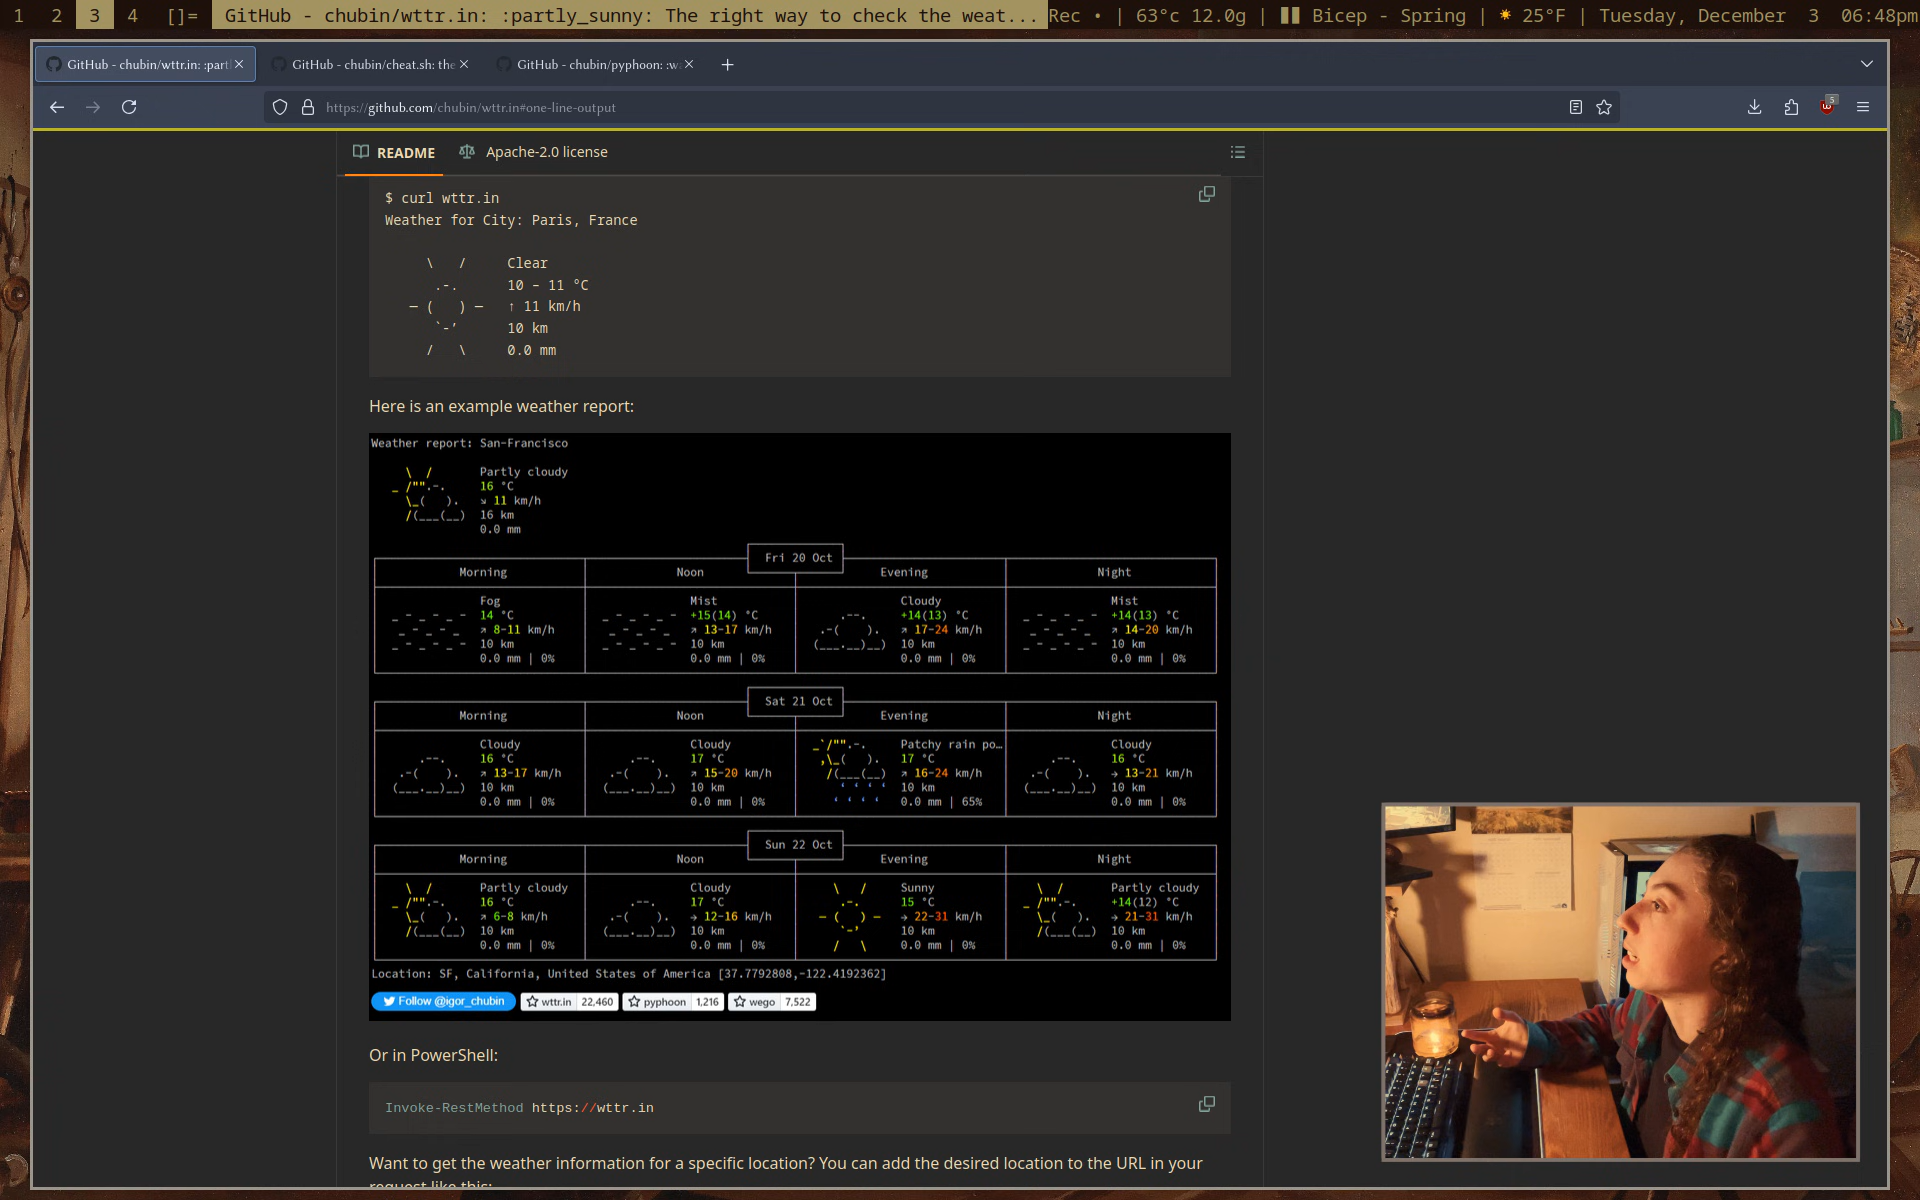 1 2 3 4 []= GitHub - chubin/wttr.in: :partly_sunny: The right way to check the weat... Rec • | 63°c 12.0g | ▮▮ Bicep - Spring | ☀ 25°F | Tuesday, December 3 06:48pm
GitHub - chubin/wttr.in: :part × GitHub - chubin/cheat.sh: the × GitHub - chubin/pyphoon: :w × +
https://github.com/chubin/wttr.in#one-line-output 5
README Apache-2.0 license
$ curl wttr.in
Weather for City: Paris, France
\   /     Clear
.-.      10 – 11 °C
― (   ) ―   ↑ 11 km/h
`-’      10 km
/   \     0.0 mm
Here is an example weather report:
Weather report: San-Francisco
\  /      Partly cloudy
_ /"".-.    16 °C
\_(   ).  ↘ 11 km/h
/(___(__)  16 km
0.0 mm
Fri 20 Oct
Morning Noon Evening Night
Fog Mist Cloudy Mist
14 °C +15(14) °C +14(13) °C +14(13) °C
↗ 8-11 km/h ↗ 13-17 km/h ↗ 17-24 km/h ↗ 14-20 km/h
10 km 10 km 10 km 10 km
0.0 mm | 0% 0.0 mm | 0% 0.0 mm | 0% 0.0 mm | 0%
Sat 21 Oct
Morning Noon Evening Night
Cloudy Cloudy Patchy rain po… Cloudy
16 °C 17 °C 17 °C 16 °C
↗ 13-17 km/h ↗ 15-20 km/h ↗ 16-24 km/h → 13-21 km/h
10 km 10 km 10 km 10 km
0.0 mm | 0% 0.0 mm | 0% 0.0 mm | 65% 0.0 mm | 0%
Sun 22 Oct
Morning Noon Evening Night
Partly cloudy Cloudy Sunny Partly cloudy
16 °C 17 °C 15 °C +14(12) °C
↗ 6-8 km/h → 12-16 km/h → 22-31 km/h → 21-31 km/h
10 km 10 km 10 km 10 km
0.0 mm | 0% 0.0 mm | 0% 0.0 mm | 0% 0.0 mm | 0%
Location: SF, California, United States of America [37.7792808,-122.4192362]
Follow @igor_chubin wttr.in 22,460 pyphoon 1,216 wego 7,522
Or in PowerShell:
Invoke-RestMethod https://wttr.in
Want to get the weather information for a specific location? You can add the desired location to the URL in your
request like this: